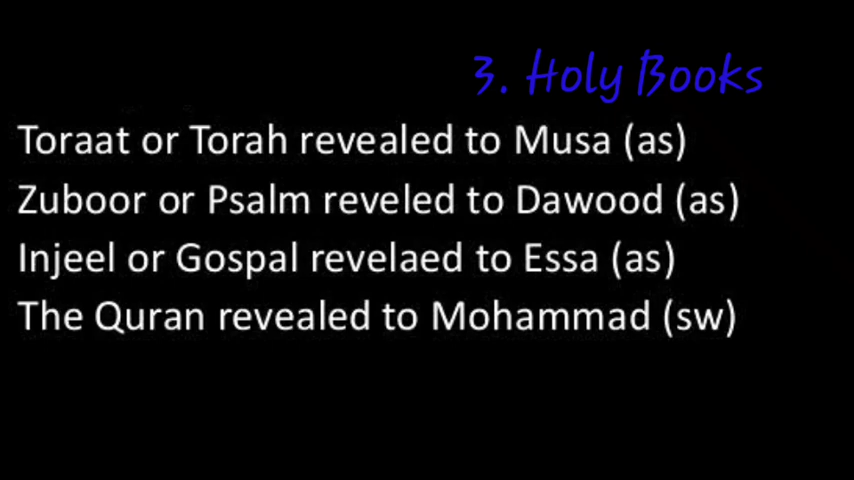 3. Holy Books
Toraat or Torah revealed to Musa (as)
Zuboor or Psalm reveled to Dawood (as)
Injeel or Gospal revelaed to Essa (as)
The Quran revealed to Mohammad (sw)